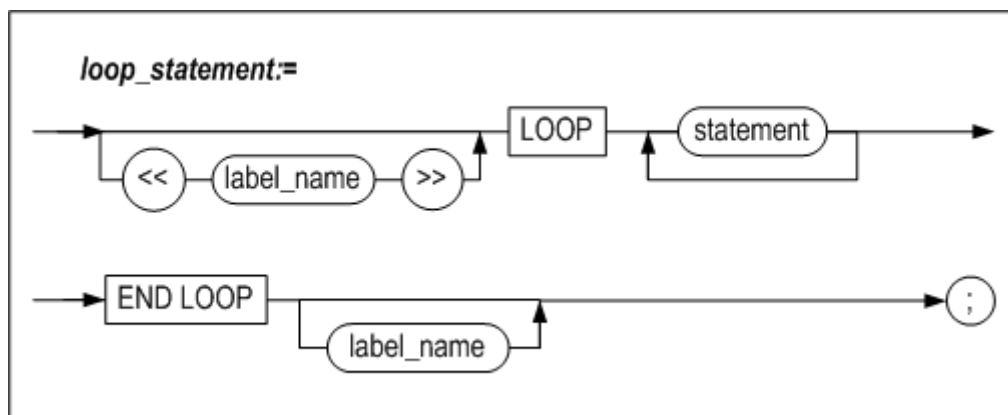 loop_statement:=
LOOP statement
<< label_name >>
END LOOP ;
label_name